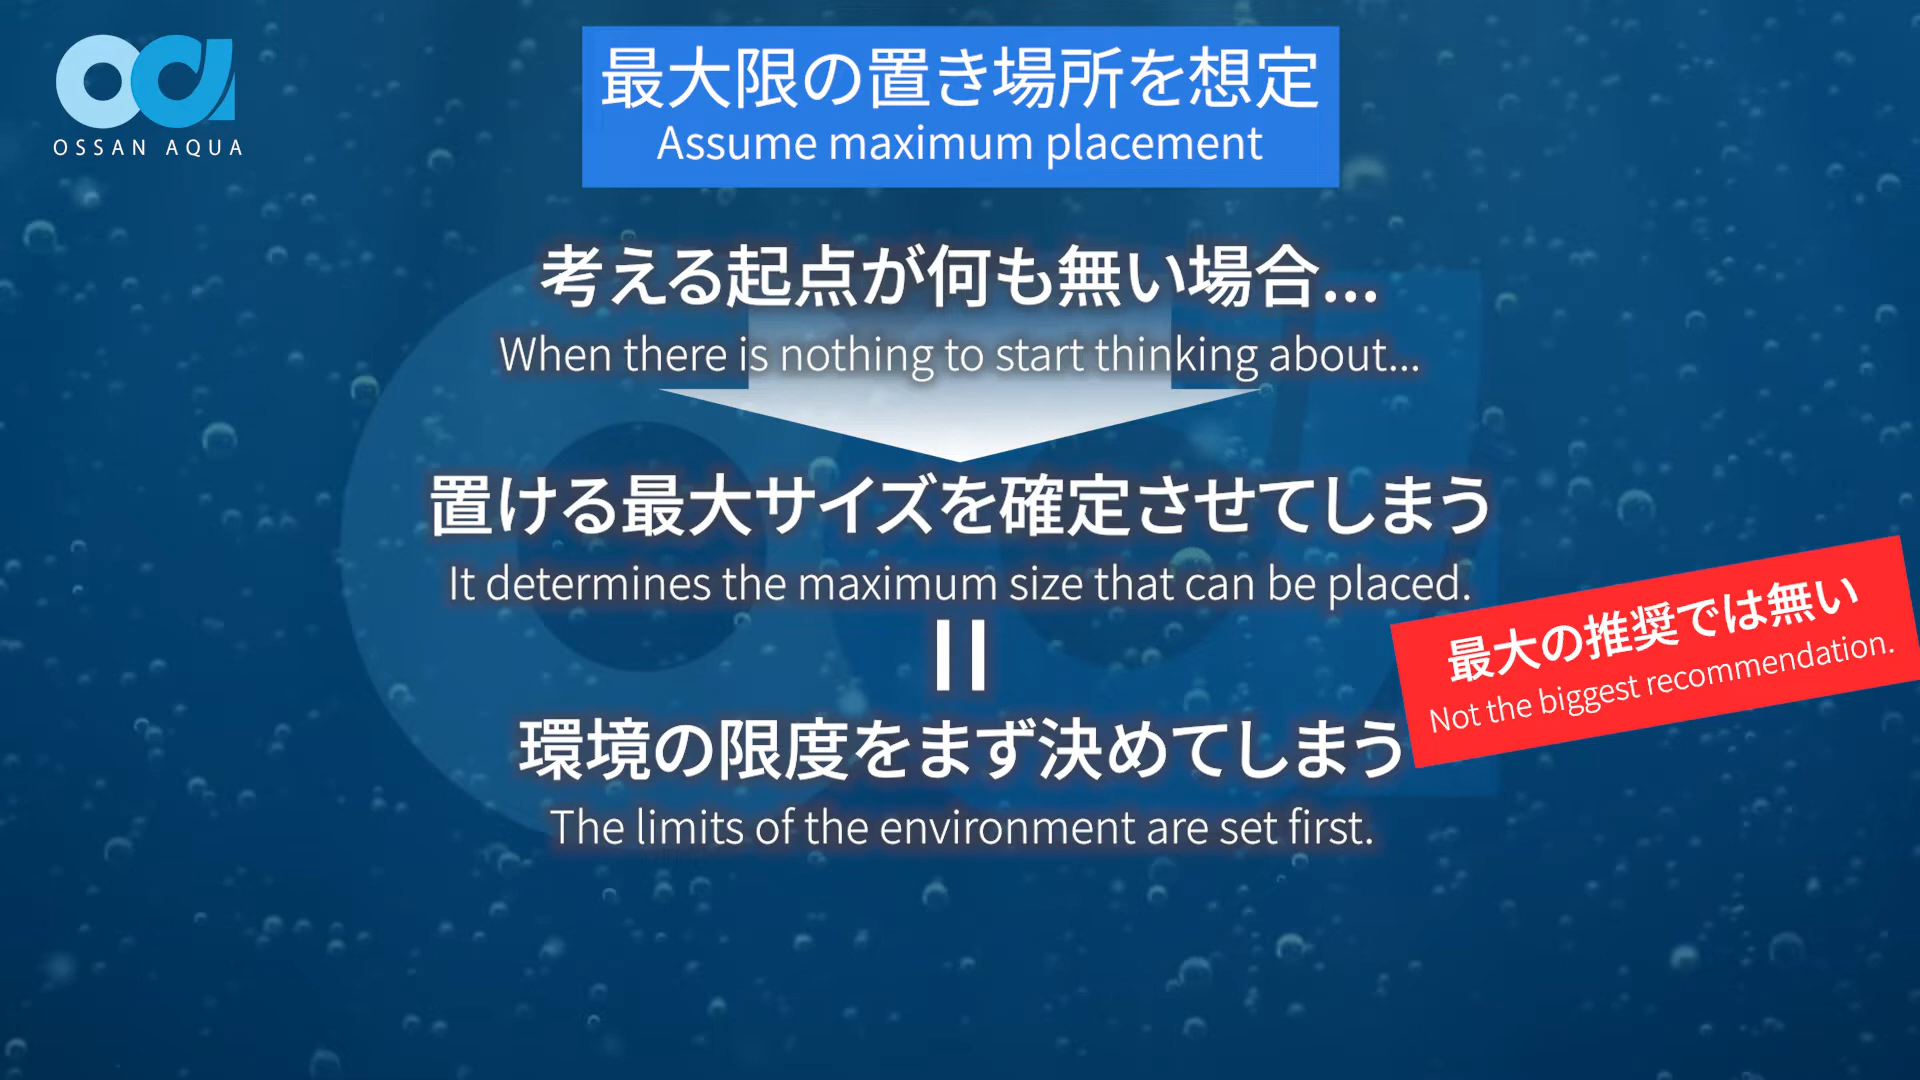 OSSAN AQUA
最大限の置き場所を想定
Assume maximum placement
考える起点が何も無い場合...
When there is nothing to start thinking about...
置ける最大サイズを確定させてしまう
It determines the maximum size that can be placed.
環境の限度をまず決めてしまう
The limits of the environment are set first.
最大の推奨では無い
Not the biggest recommendation.